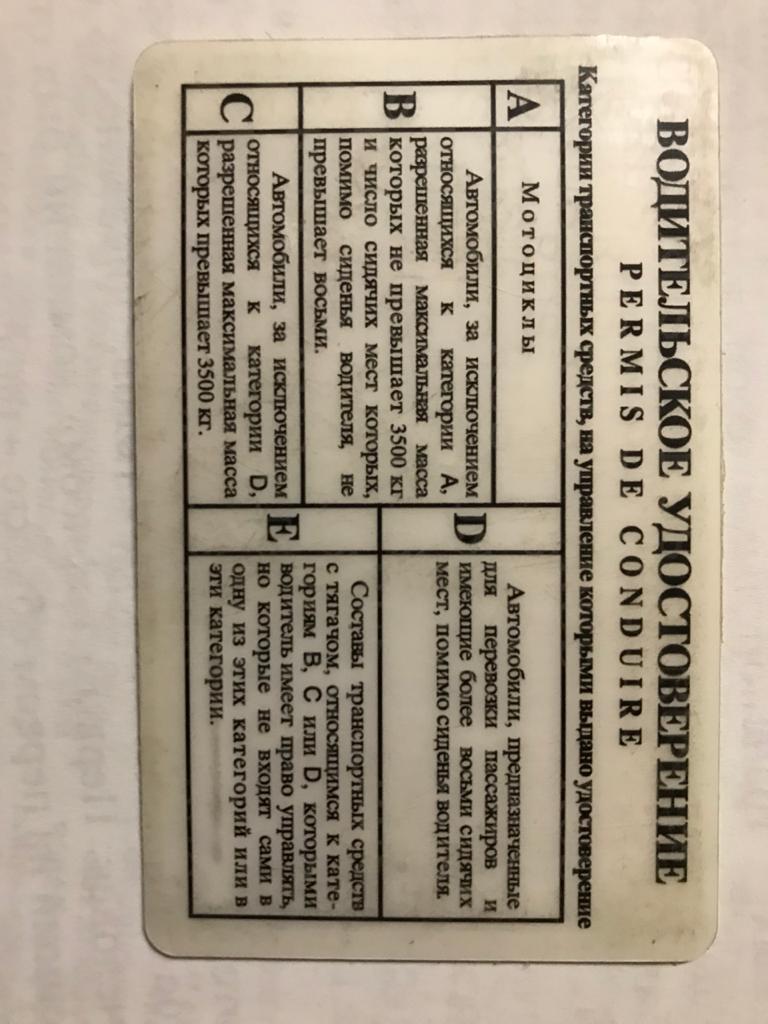 ВОДИТЕЛЬСКОЕ УДОСТОВЕРЕНИЕ
PERMIS DE CONDUIRE
Категории транспортных средств, на управление которыми выдано удостоверение
A
Мотоциклы
B
Автомобили, за исключением
относящихся к категории А,
разрешенная максимальная масса
которых не превышает 3500 кг
и число сидячих мест которых,
помимо сиденья водителя, не
превышает восьми.
C
Автомобили, за исключением
относящихся к категории D,
разрешенная максимальная масса
которых превышает 3500 кг.
D
Автомобили, предназначенные
для перевозки пассажиров и
имеющие более восьми сидячих
мест, помимо сиденья водителя.
E
Составы транспортных средств
с тягачом, относящимся к кате-
гориям В, С или D, которыми
водитель имеет право управлять,
но которые не входят сами в
одну из этих категорий или в
эти категории.